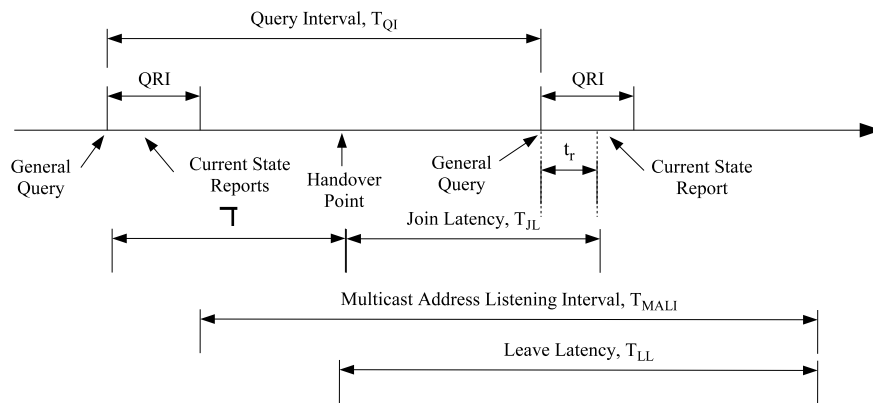 Query Interval, T_QI
QRI
QRI
General
Query
Current State
Reports
Handover
Point
General
Query
t_r
Current State
Report
Join Latency, T_JL
Multicast Address Listening Interval, T_MALI
Leave Latency, T_LL